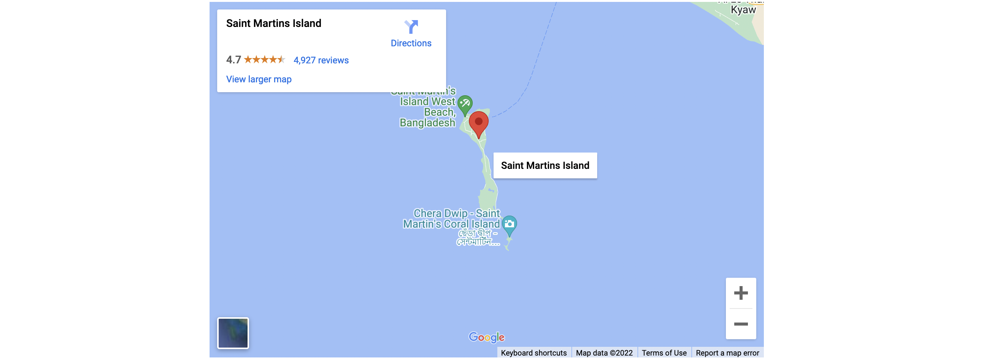 Kyaw
Saint Martins Island
Directions
4.7
4,927 reviews
View larger map
Saint Martin's
Island West
Beach,
Bangladesh
Saint Martins Island
Chera Dwip - Saint
Martin's Coral Island
ছেঁড়া দ্বীপ -
সেন্টমার্টিন...
Google
Keyboard shortcuts
Map data ©2022
Terms of Use
Report a map error